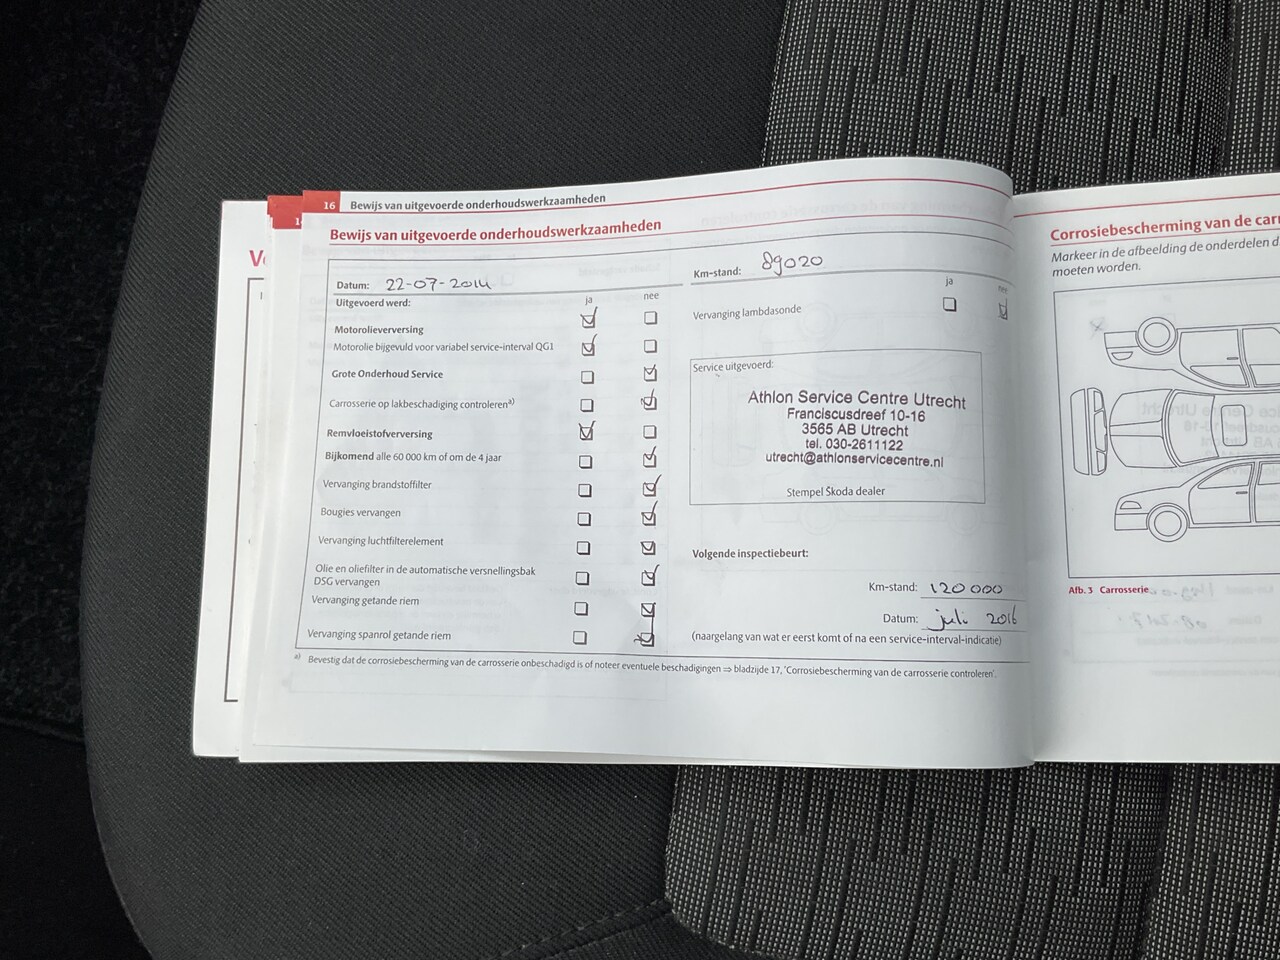 16 Bewijs van uitgevoerde onderhoudswerkzaamheden
Bewijs van uitgevoerde onderhoudswerkzaamheden
Datum: 22-07-2014
Km-stand: 89020
Uitgevoerd werd: ja nee
ja nee
Motorolieverversing
Vervanging lambdasonde
Motorolie bijgevuld voor variabel service-interval QG1
Grote Onderhoud Service
Carrosserie op lakbeschadiging controleren a)
Remvloeistofverversing
Bijkomend alle 60 000 km of om de 4 jaar
Vervanging brandstoffilter
Bougies vervangen
Vervanging luchtfilterelement
Olie en oliefilter in de automatische versnellingsbak
DSG vervangen
Vervanging getande riem
Vervanging spanrol getande riem
Service uitgevoerd:
Athlon Service Centre Utrecht
Franciscusdreef 10-16
3565 AB Utrecht
tel. 030-2611122
utrecht@athlonservicecentre.nl
Stempel Škoda dealer
Volgende inspectiebeurt:
Km-stand: 120 000
Datum: juli 2016
(naargelang van wat er eerst komt of na een service-interval-indicatie)
a) Bevestig dat de corrosiebescherming van de carrosserie onbeschadigd is of noteer eventuele beschadigingen ⇒ bladzijde 17, 'Corrosiebescherming van de carrosserie controleren'.
Corrosiebescherming van de car
Markeer in de afbeelding de onderdelen d
moeten worden.
Afb. 3 Carrosserie